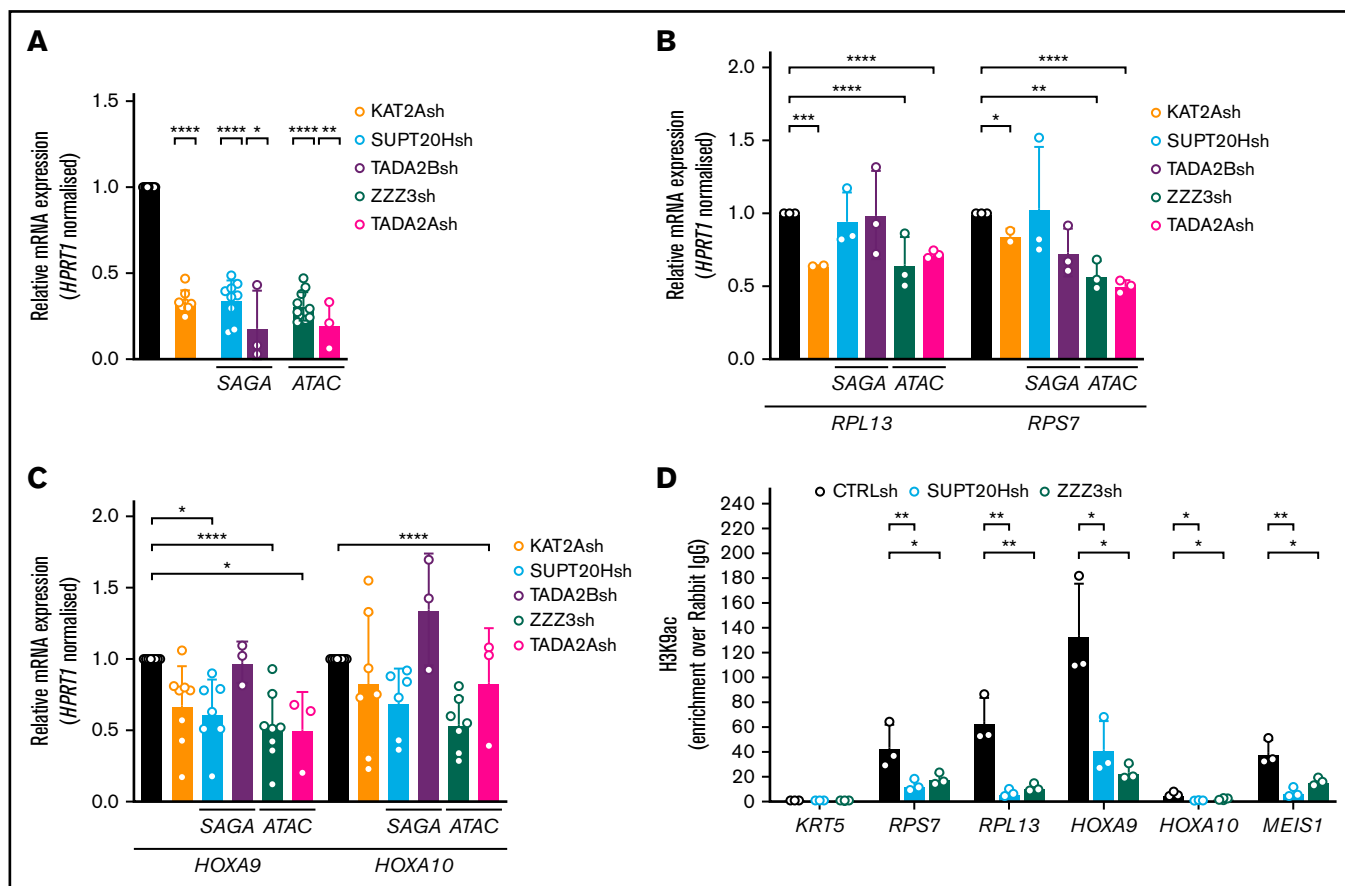 A
Relative mRNA expression
(HPRT1 normalised)
1.5
1.0
0.5
0.0
**** **** * **** **
KAT2Ash
SUPT20Hsh
TADA2Bsh
ZZZ3sh
TADA2Ash
SAGA ATAC
B
Relative mRNA expression
(HPRT1 normalised)
2.0
1.5
1.0
0.5
0.0
**** ****
**** **
*** *
KAT2Ash
SUPT20Hsh
TADA2Bsh
ZZZ3sh
TADA2Ash
SAGA ATAC SAGA ATAC
RPL13 RPS7
C
Relative mRNA expression
(HPRT1 normalised)
2.0
1.5
1.0
0.5
0.0
*
**** ****
*
KAT2Ash
SUPT20Hsh
TADA2Bsh
ZZZ3sh
TADA2Ash
SAGA ATAC SAGA ATAC
HOXA9 HOXA10
D
H3K9ac
(enrichment over Rabbit IgG)
CTRLsh SUPT20Hsh ZZZ3sh
240
220
200
180
160
140
120
100
80
60
40
20
0
** ** * * **
* ** * * *
KRT5 RPS7 RPL13 HOXA9 HOXA10 MEIS1